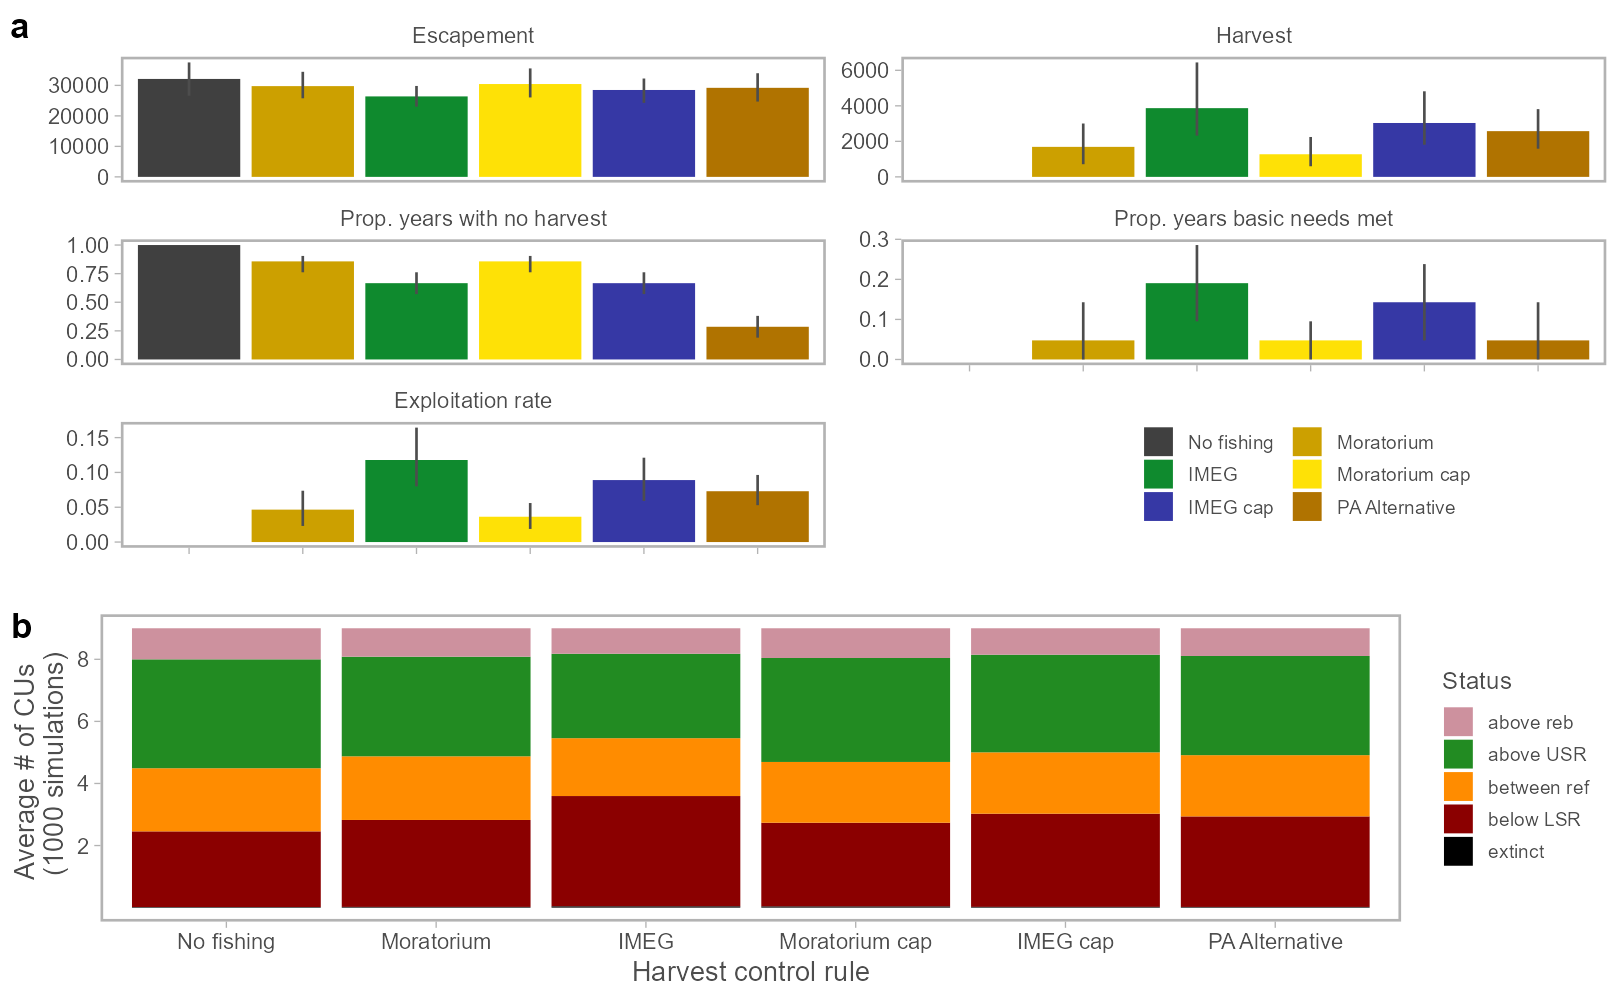 a
Escapement
Harvest
30000
20000
10000
0
6000
4000
2000
0
Prop. years with no harvest
Prop. years basic needs met
1.00
0.75
0.50
0.25
0.00
0.3
0.2
0.1
0.0
Exploitation rate
0.15
0.10
0.05
0.00
No fishing
Moratorium
IMEG
Moratorium cap
IMEG cap
PA Alternative
b
Average # of CUs
(1000 simulations)
8
6
4
2
No fishing
Moratorium
IMEG
Moratorium cap
IMEG cap
PA Alternative
Harvest control rule
Status
above reb
above USR
between ref
below LSR
extinct